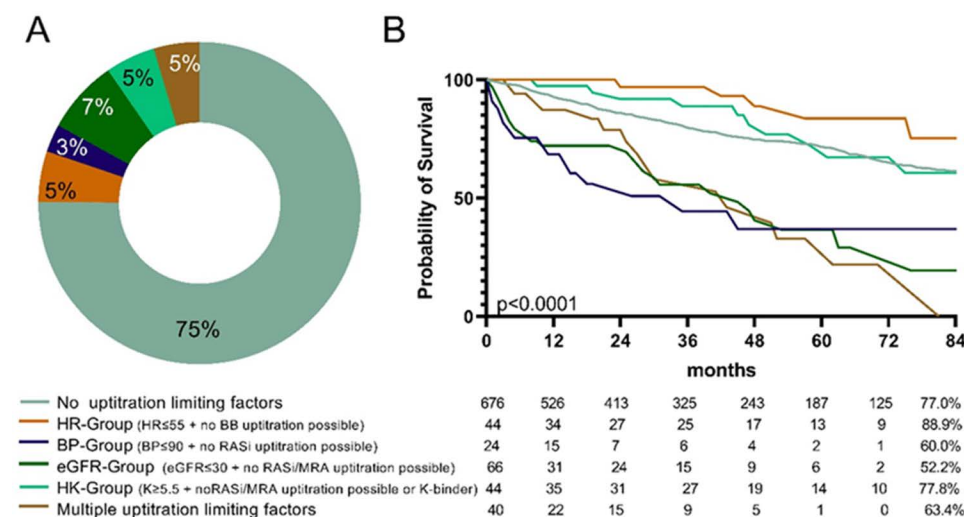 A
5%
5%
7%
3%
5%
75%
B
Probability of Survival
100
50
0
p<0.0001
0 12 24 36 48 60 72 84
months
No uptitration limiting factors 676 526 413 325 243 187 125 77.0%
HR-Group (HR≤55 + no BB uptitration possible) 44 34 27 25 17 13 9 88.9%
BP-Group (BP≤90 + no RASi uptitration possible) 24 15 7 6 4 2 1 60.0%
eGFR-Group (eGFR≤30 + no RASi/MRA uptitration possible) 66 31 24 15 9 6 2 52.2%
HK-Group (K≥5.5 + noRASi/MRA uptitration possible or K-binder) 44 35 31 27 19 14 10 77.8%
Multiple uptitration limiting factors 40 22 15 9 5 1 0 63.4%